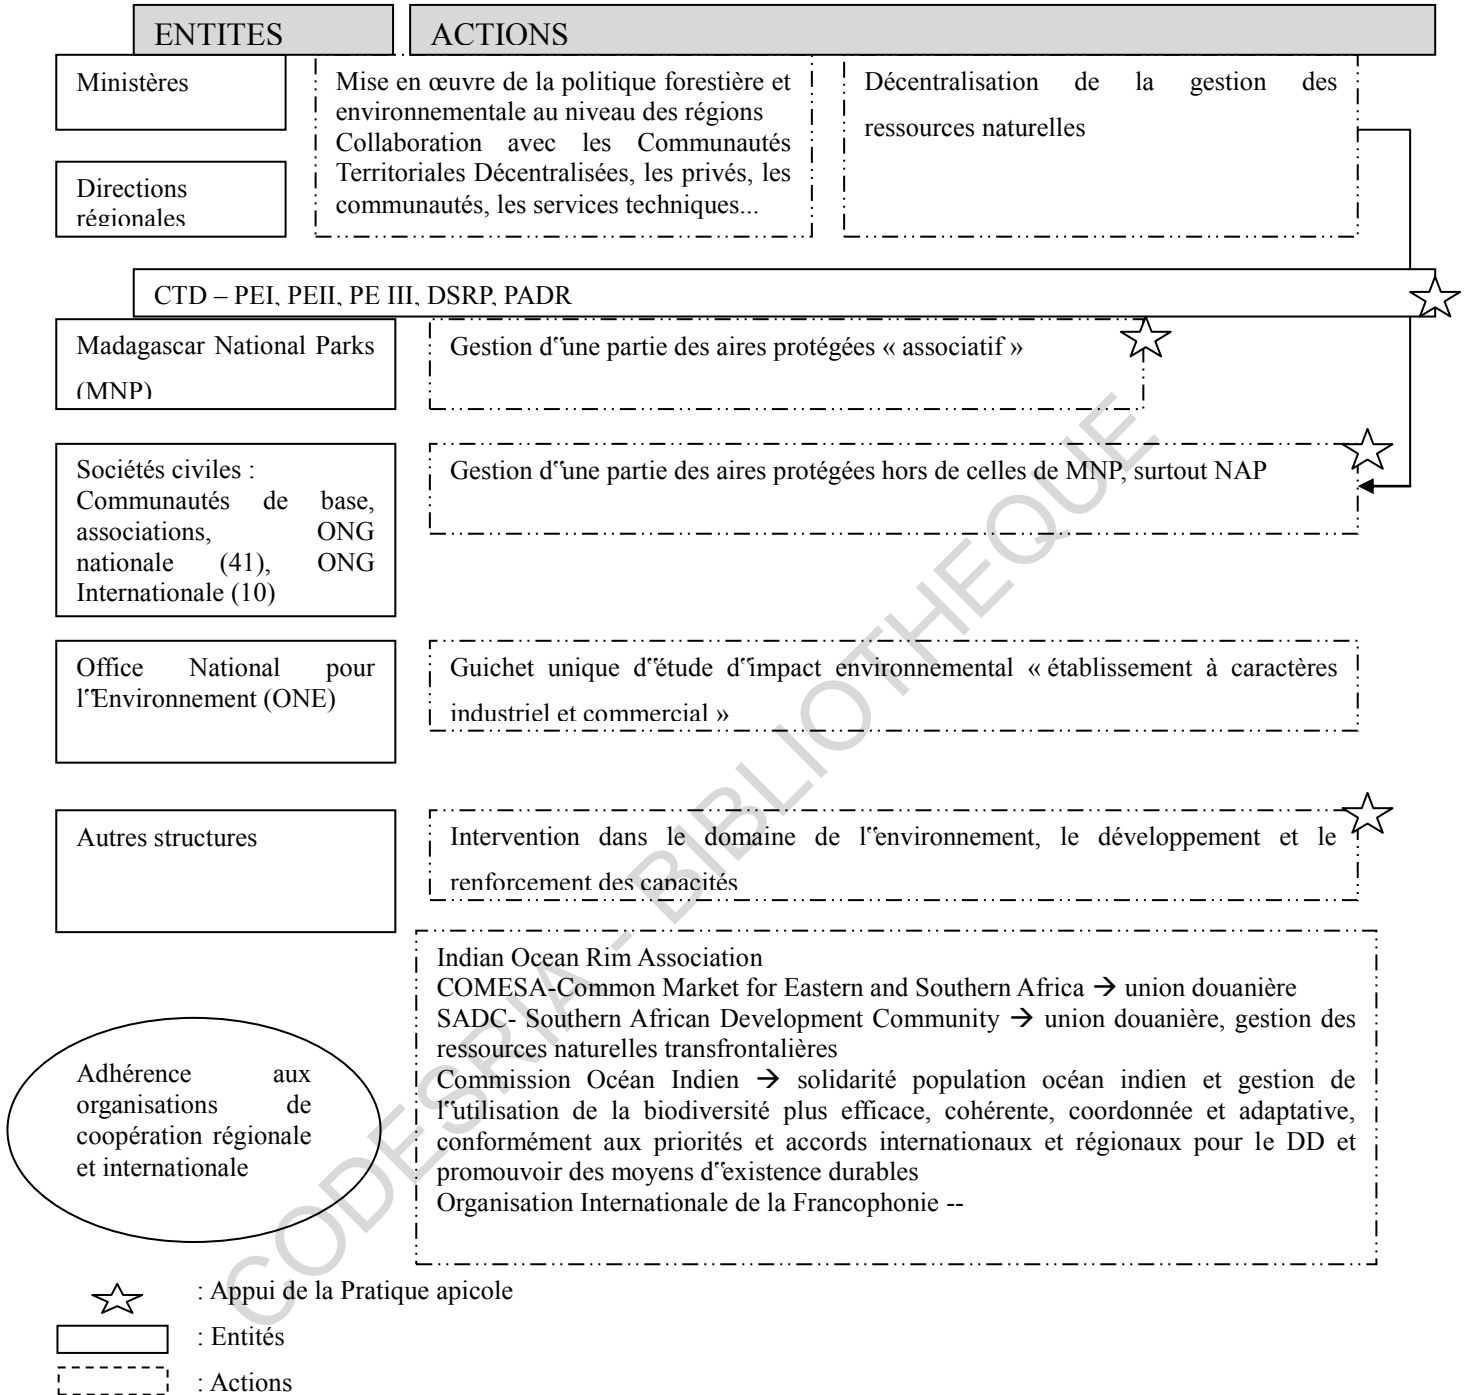 ENTITES
ACTIONS
Ministères
Mise en œuvre de la politique forestière et
environnementale au niveau des régions
Collaboration avec les Communautés
Territoriales Décentralisées, les privés, les
communautés, les services techniques...
Décentralisation de la gestion des
ressources naturelles
Directions
régionales
CTD – PEI, PEII, PE III, DSRP, PADR
Madagascar National Parks
(MNP)
Gestion d‟une partie des aires protégées « associatif »
Sociétés civiles :
Communautés de base,
associations, ONG
nationale (41), ONG
Internationale (10)
Gestion d‟une partie des aires protégées hors de celles de MNP, surtout NAP
Office National pour
l‟Environnement (ONE)
Guichet unique d‟étude d‟impact environnemental « établissement à caractères
industriel et commercial »
Autres structures
Intervention dans le domaine de l‟environnement, le développement et le
renforcement des capacités
Adhérence aux
organisations de
coopération régionale
et internationale
Indian Ocean Rim Association
COMESA-Common Market for Eastern and Southern Africa → union douanière
SADC- Southern African Development Community → union douanière, gestion des
ressources naturelles transfrontalières
Commission Océan Indien → solidarité population océan indien et gestion de
l‟utilisation de la biodiversité plus efficace, cohérente, coordonnée et adaptative,
conformément aux priorités et accords internationaux et régionaux pour le DD et
promouvoir des moyens d‟existence durables
Organisation Internationale de la Francophonie --
: Appui de la Pratique apicole
: Entités
: Actions
CODESRIA - BIBLIOTHEQUE